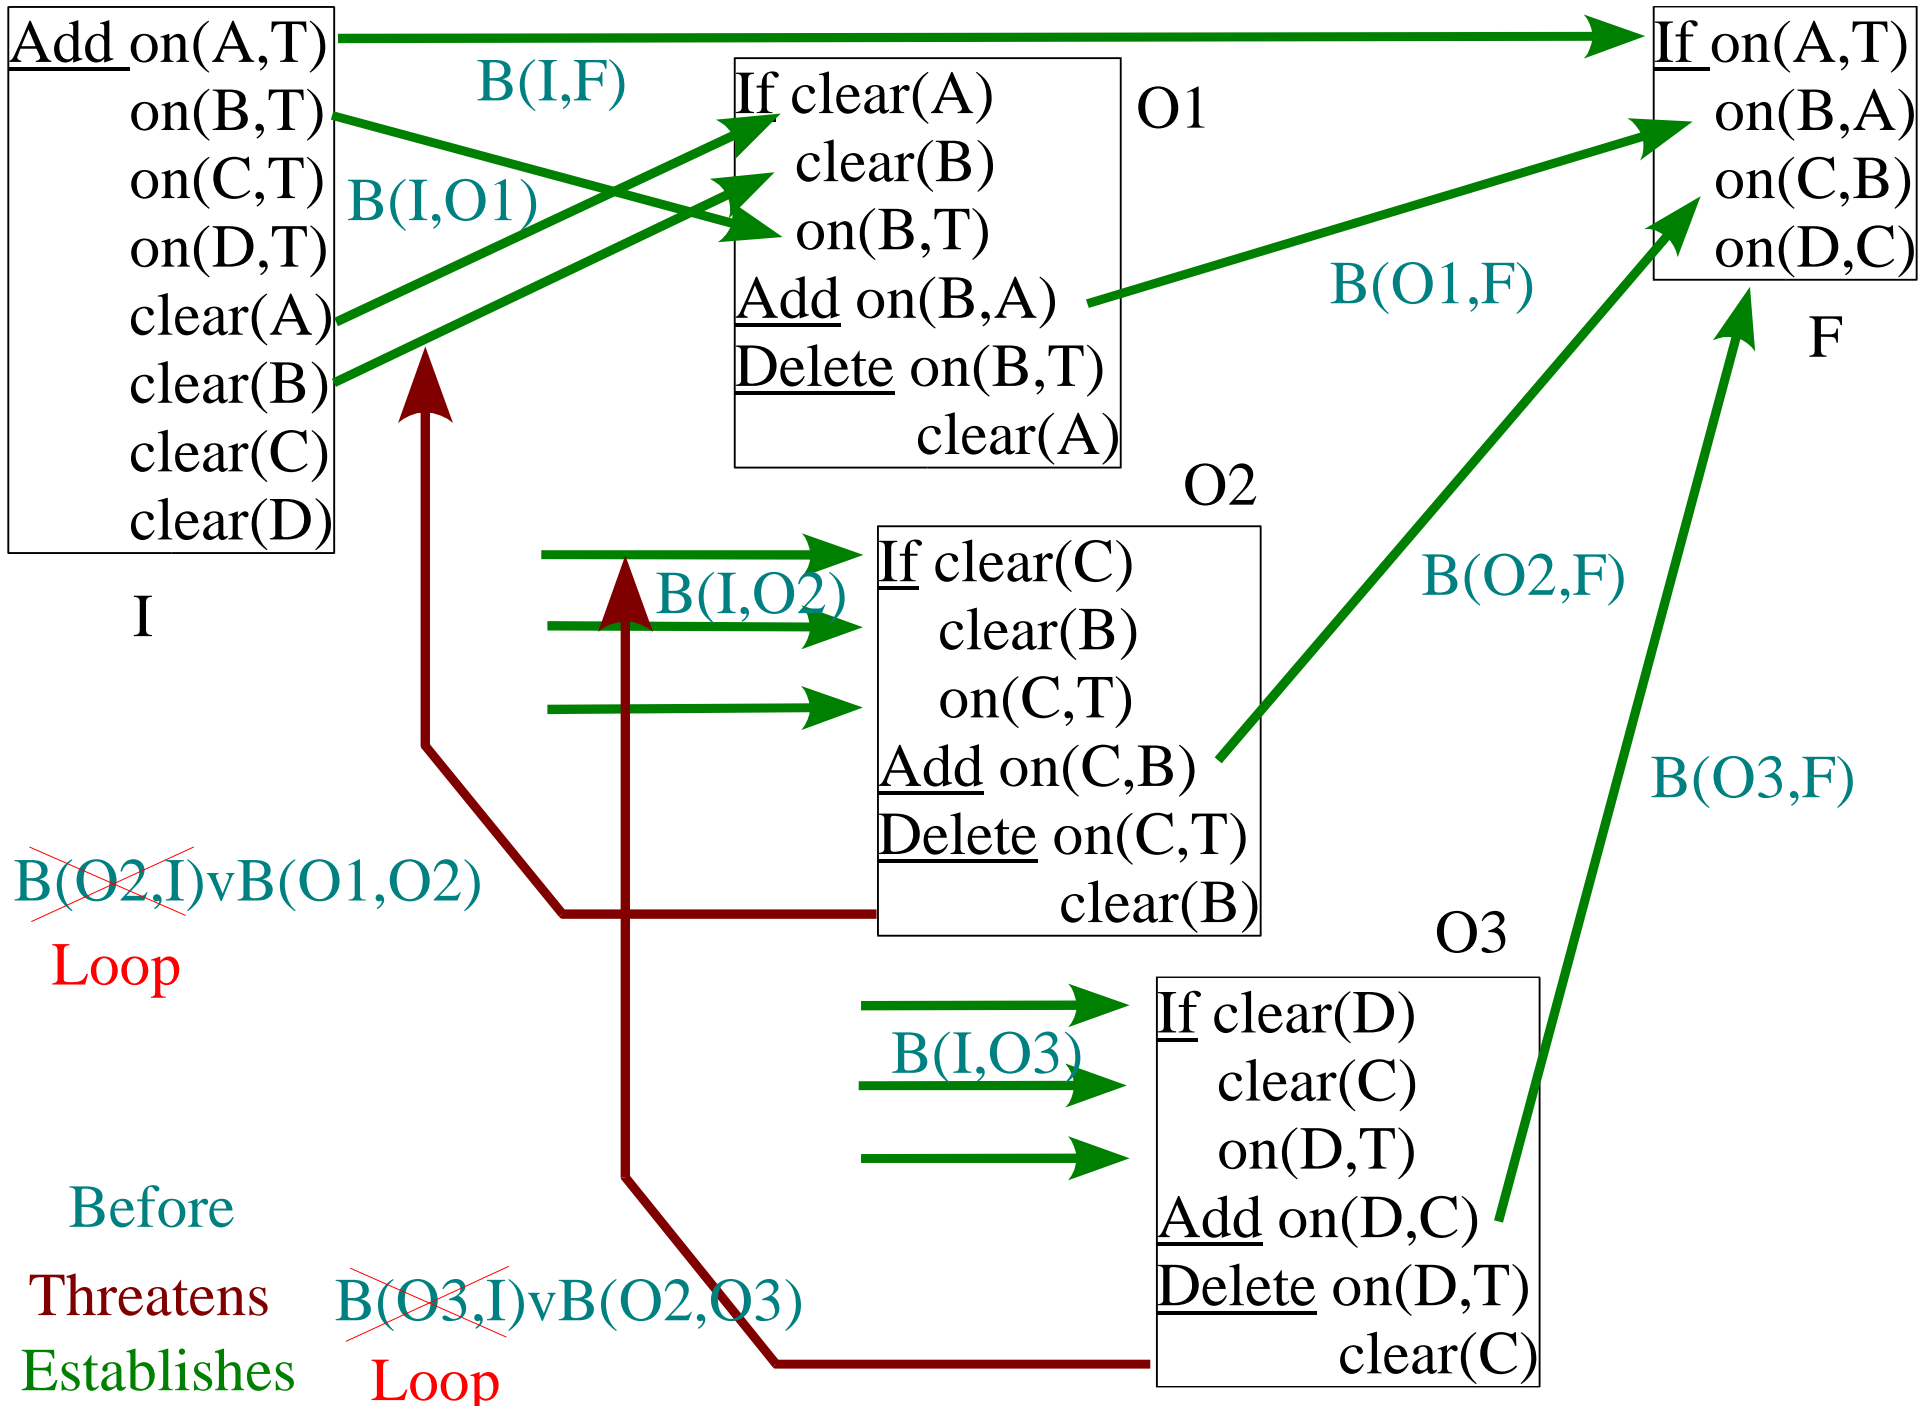 Add on(A,T)
on(B,T)
on(C,T)
on(D,T)
clear(A)
clear(B)
clear(C)
clear(D)
I
B(I,F)
B(I,O1)
If clear(A)
clear(B)
on(B,T)
Add on(B,A)
Delete on(B,T)
clear(A)
O1
If on(A,T)
on(B,A)
on(C,B)
on(D,C)
F
B(O1,F)
O2
B(I,O2)
If clear(C)
clear(B)
on(C,T)
Add on(C,B)
Delete on(C,T)
clear(B)
B(O2,F)
B(O3,F)
B(O2,I)vB(O1,O2)
Loop
O3
B(I,O3)
If clear(D)
clear(C)
on(D,T)
Add on(D,C)
Delete on(D,T)
clear(C)
Before
Threatens
Establishes
B(O3,I)vB(O2,O3)
Loop